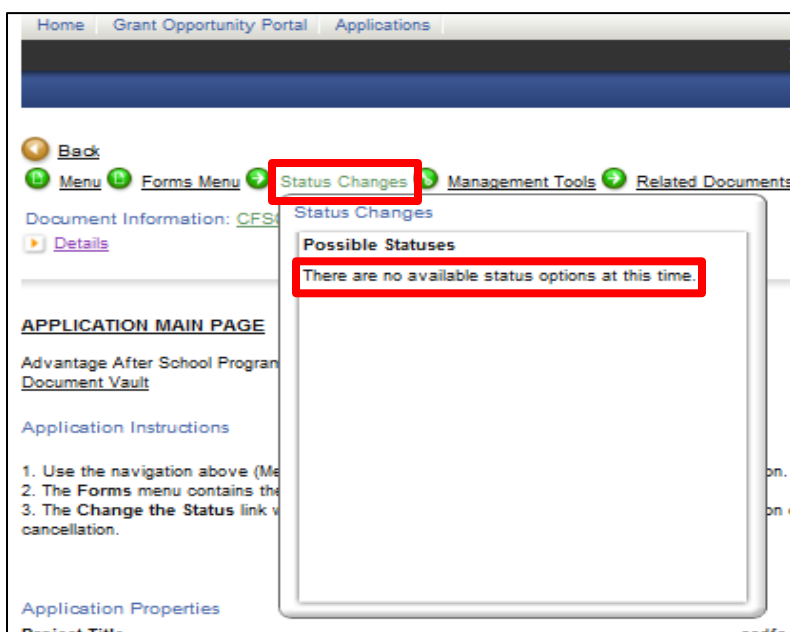 Home Grant Opportunity Portal Applications
Back
Menu Forms Menu Status Changes Management Tools Related Documents
Document Information: CFS
Status Changes
Details
Possible Statuses
There are no available status options at this time.
APPLICATION MAIN PAGE
Advantage After School Program
Document Vault
Application Instructions
1. Use the navigation above (Me
on.
2. The Forms menu contains the
3. The Change the Status link
on
cancellation.
Application Properties
Project Title